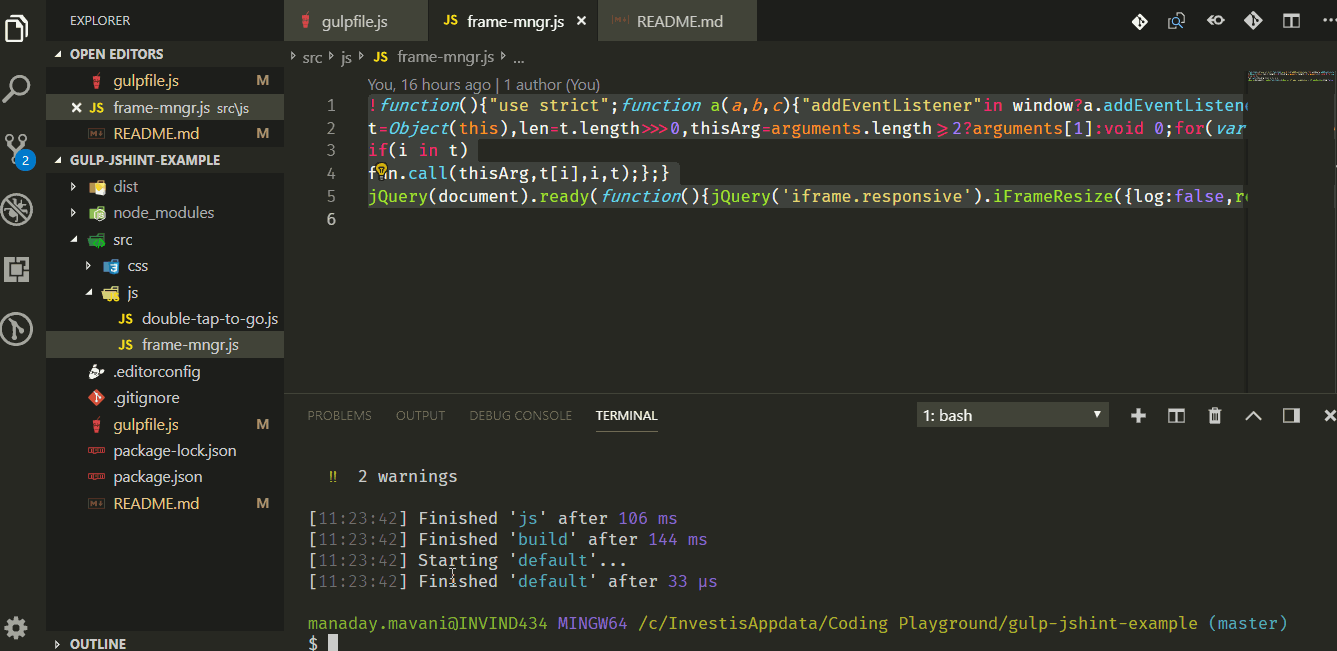 EXPLORER
OPEN EDITORS
gulpfile.js M
JS frame-mngr.js src\js
README.md M
GULP-JSHINT-EXAMPLE
dist
node_modules
src
css
js
JS double-tap-to-go.js
JS frame-mngr.js
.editorconfig
.gitignore
gulpfile.js M
package-lock.json
package.json
README.md M
OUTLINE
2
gulpfile.js JS frame-mngr.js README.md
src js JS frame-mngr.js ...
You, 16 hours ago | 1 author (You)
1 !function(){"use strict";function a(a,b,c){"addEventListener"in window?a.addEventListene
2 t=Object(this),len=t.length>>>0,thisArg=arguments.length>=2?arguments[1]:void 0;for(var
3 if(i in t)
4 fun.call(thisArg,t[i],i,t);};}
5 jQuery(document).ready(function(){jQuery('iframe.responsive').iFrameResize({log:false,re
6
PROBLEMS OUTPUT DEBUG CONSOLE TERMINAL 1: bash
‼ 2 warnings
[11:23:42] Finished 'js' after 106 ms
[11:23:42] Finished 'build' after 144 ms
[11:23:42] Starting 'default'...
[11:23:42] Finished 'default' after 33 μs
manaday.mavani@INVIND434 MINGW64 /c/InvestisAppdata/Coding Playground/gulp-jshint-example (master)
$